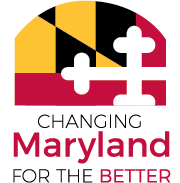 CHANGING
Maryland
FOR THE BETTER